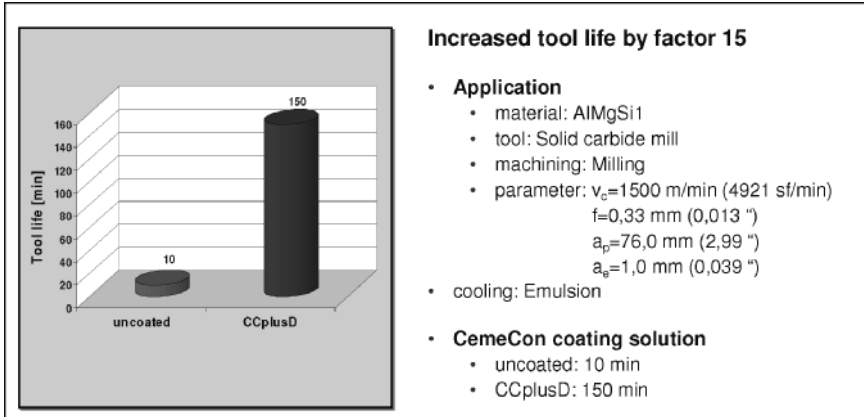 Increased tool life by factor 15
160
140
120
100
80
60
40
20
0
Tool life [min]
10
150
uncoated
CCplusD
• Application
• material: AlMgSi1
• tool: Solid carbide mill
• machining: Milling
• parameter: vc=1500 m/min (4921 sf/min)
f=0,33 mm (0,013 “)
ap=76,0 mm (2,99 “)
ae=1,0 mm (0,039 “)
• cooling: Emulsion
• CemeCon coating solution
• uncoated: 10 min
• CCplusD: 150 min